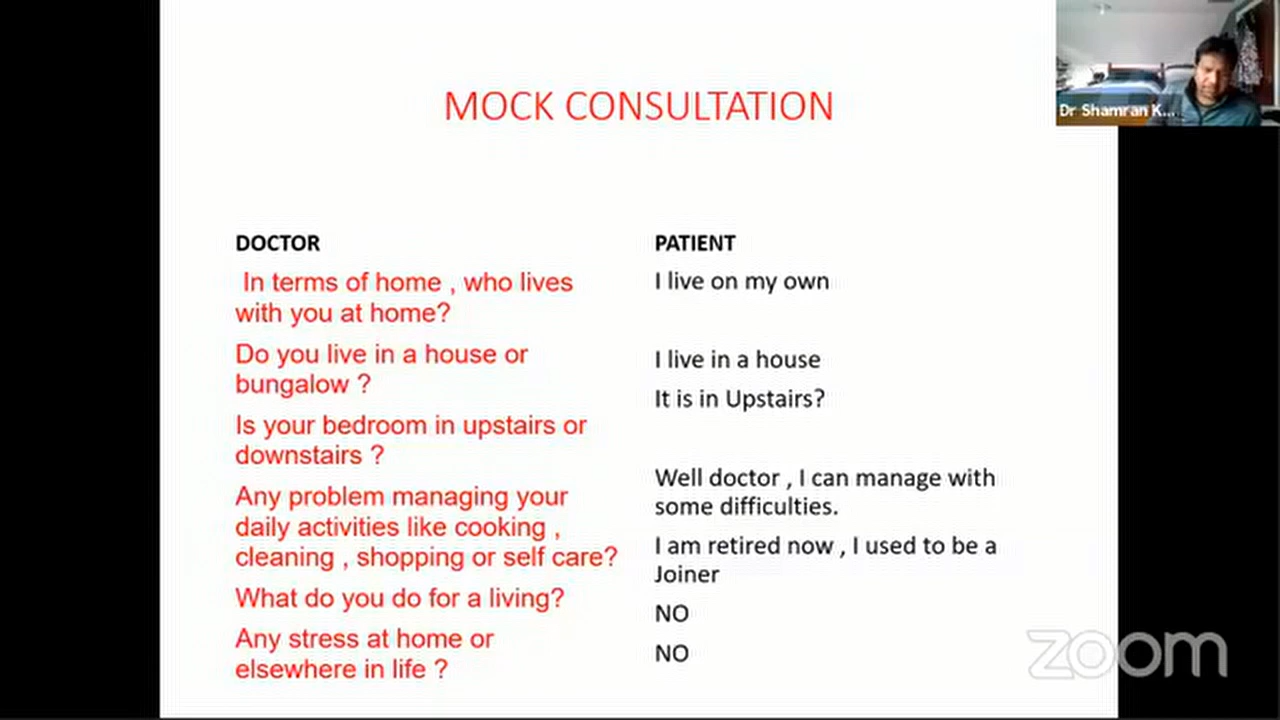 MOCK CONSULTATION
Dr Shamran K...
DOCTOR
In terms of home , who lives
with you at home?
Do you live in a house or
bungalow ?
Is your bedroom in upstairs or
downstairs ?
Any problem managing your
daily activities like cooking ,
cleaning , shopping or self care?
What do you do for a living?
Any stress at home or
elsewhere in life ?
PATIENT
I live on my own
I live in a house
It is in Upstairs?
Well doctor , I can manage with
some difficulties.
I am retired now , I used to be a
Joiner
NO
NO
zoom